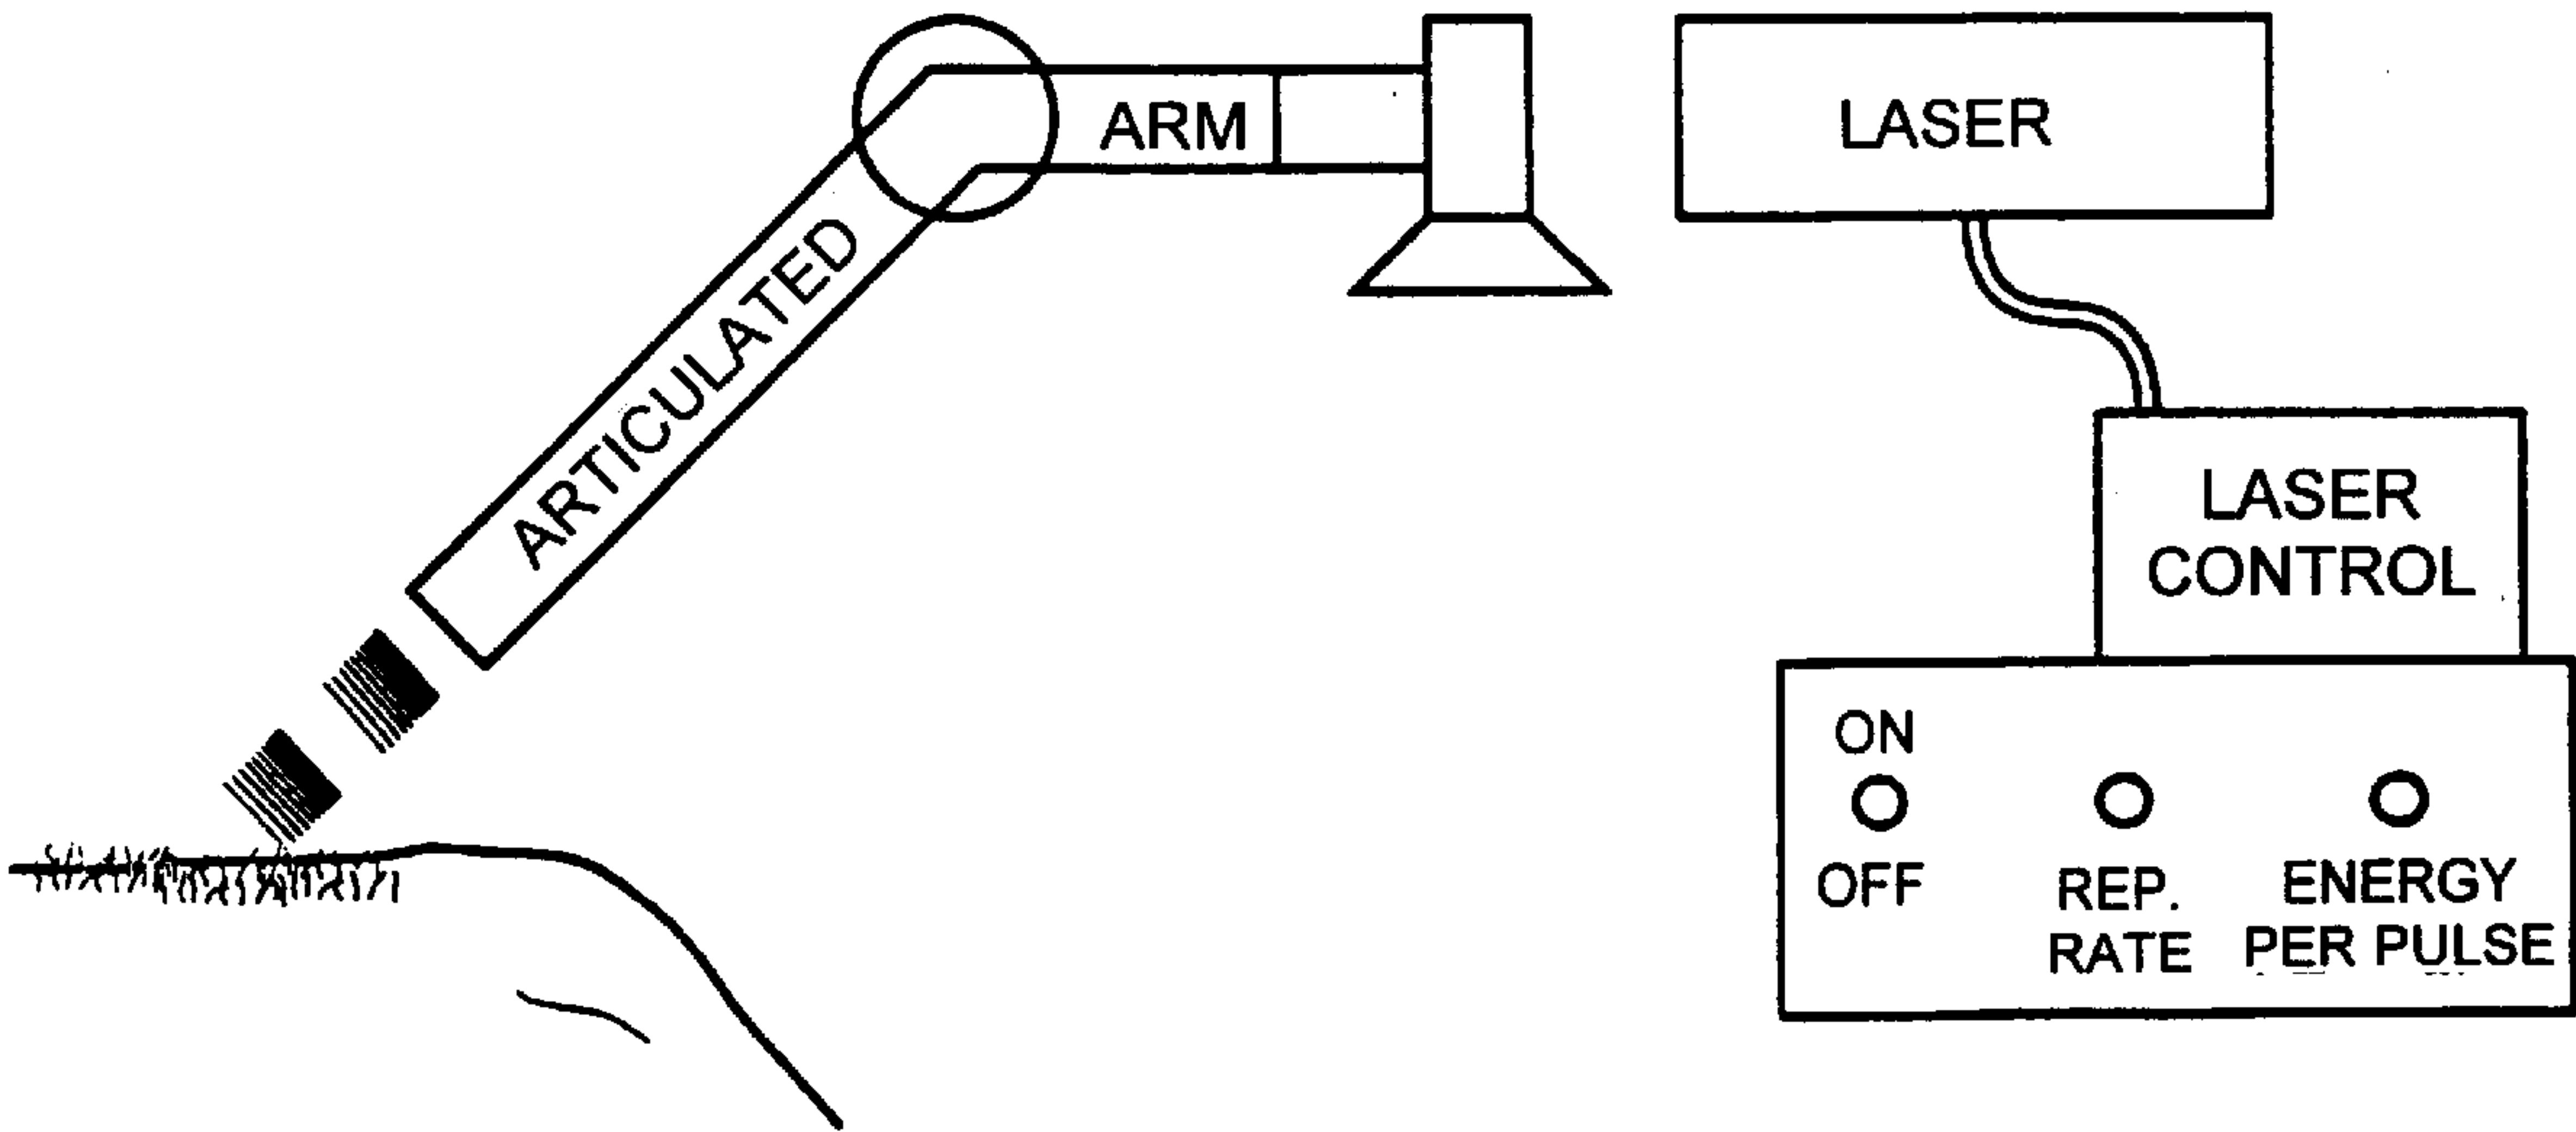 ARTICULATED
ARM
LASER
LASER
CONTROL
ON
OFF
REP.
RATE
ENERGY
PER PULSE